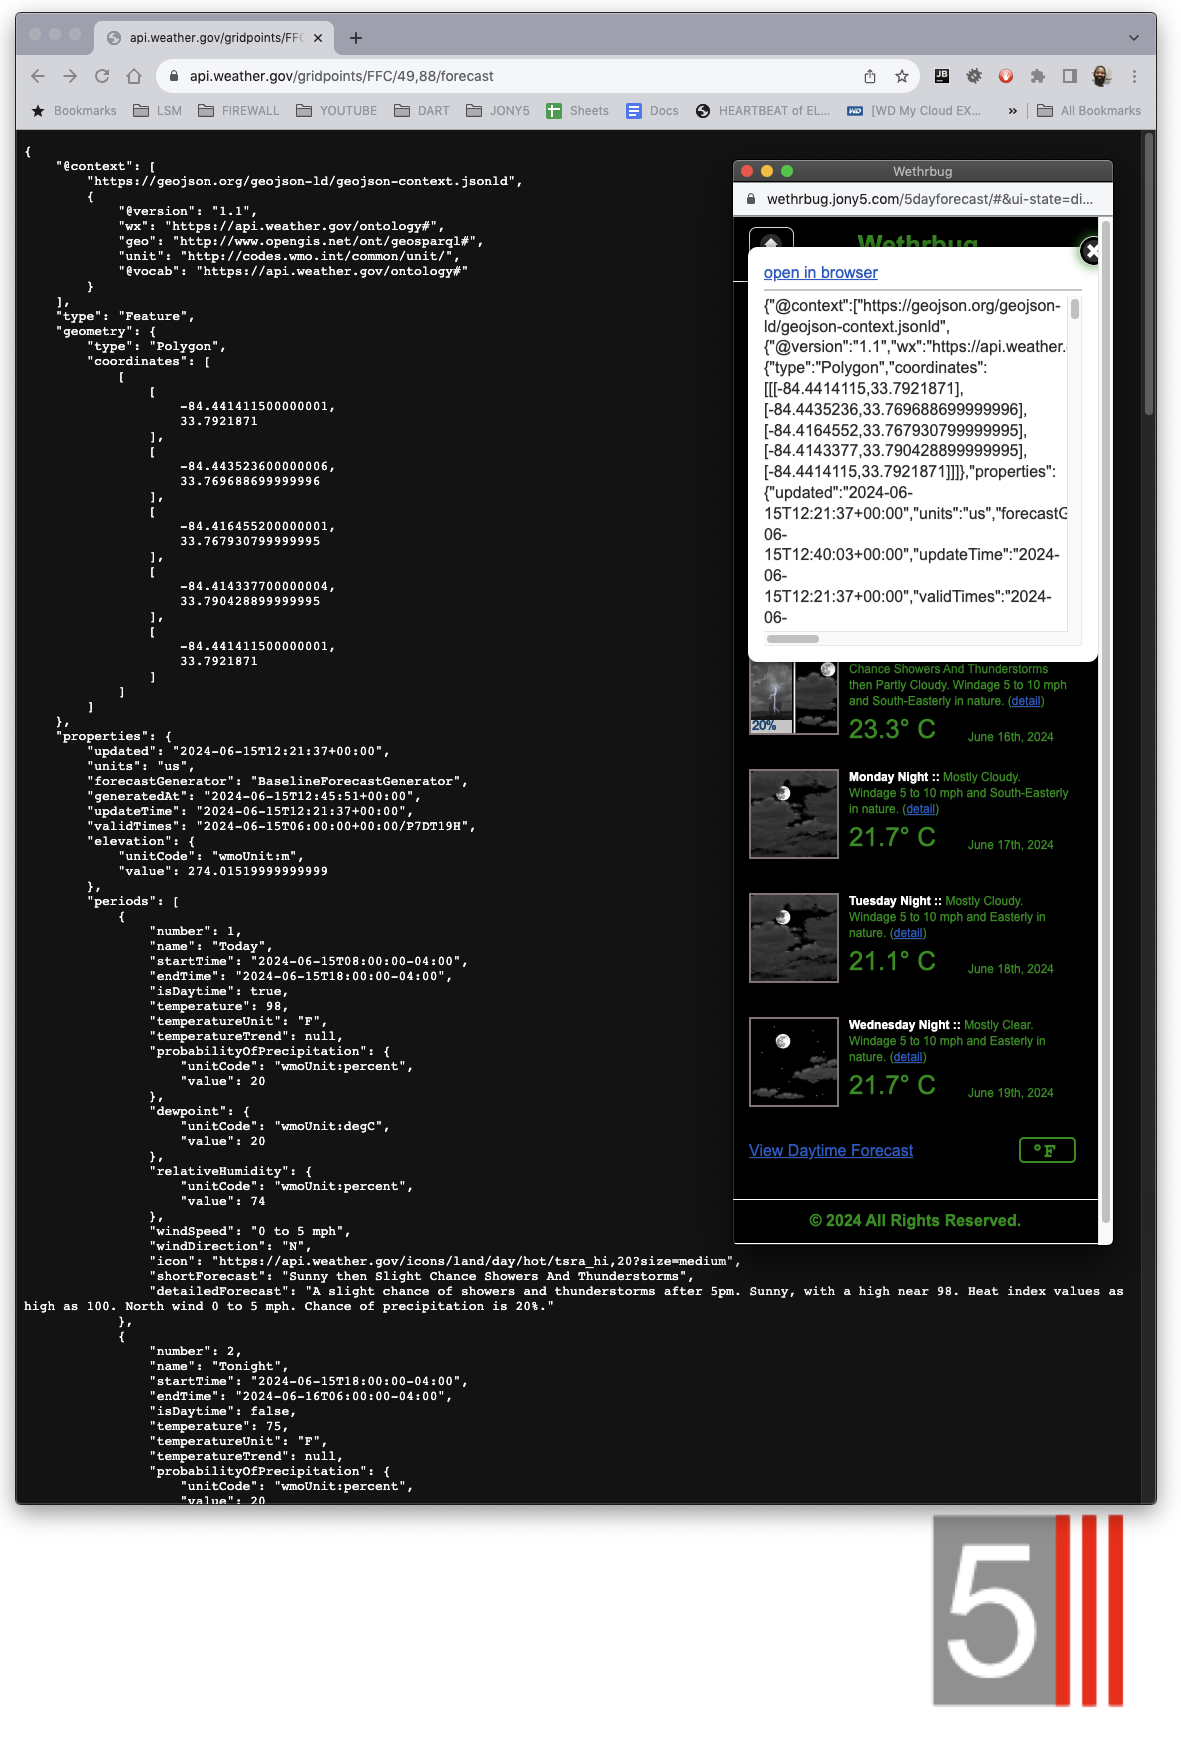 api.weather.gov/gridpoints/FFC
api.weather.gov/gridpoints/FFC/49,88/forecast
Bookmarks LSM FIREWALL YOUTUBE DART JONY5 Sheets Docs HEARTBEAT of EL... WD [WD My Cloud EX... » All Bookmarks
{
"@context": [
"https://geojson.org/geojson-ld/geojson-context.jsonld",
{
"@version": "1.1",
"wx": "https://api.weather.gov/ontology#",
"geo": "http://www.opengis.net/ont/geosparql#",
"unit": "http://codes.wmo.int/common/unit/",
"@vocab": "https://api.weather.gov/ontology#"
}
],
"type": "Feature",
"geometry": {
"type": "Polygon",
"coordinates": [
[
[
-84.441411500000001,
33.7921871
],
[
-84.443523600000006,
33.769688699999996
],
[
-84.416455200000001,
33.767930799999995
],
[
-84.414337700000004,
33.790428899999995
],
[
-84.441411500000001,
33.7921871
]
]
]
},
"properties": {
"updated": "2024-06-15T12:21:37+00:00",
"units": "us",
"forecastGenerator": "BaselineForecastGenerator",
"generatedAt": "2024-06-15T12:45:51+00:00",
"updateTime": "2024-06-15T12:21:37+00:00",
"validTimes": "2024-06-15T06:00:00+00:00/P7DT19H",
"elevation": {
"unitCode": "wmoUnit:m",
"value": 274.01519999999999
},
"periods": [
{
"number": 1,
"name": "Today",
"startTime": "2024-06-15T08:00:00-04:00",
"endTime": "2024-06-15T18:00:00-04:00",
"isDaytime": true,
"temperature": 98,
"temperatureUnit": "F",
"temperatureTrend": null,
"probabilityOfPrecipitation": {
"unitCode": "wmoUnit:percent",
"value": 20
},
"dewpoint": {
"unitCode": "wmoUnit:degC",
"value": 20
},
"relativeHumidity": {
"unitCode": "wmoUnit:percent",
"value": 74
},
"windSpeed": "0 to 5 mph",
"windDirection": "N",
"icon": "https://api.weather.gov/icons/land/day/hot/tsra_hi,20?size=medium",
"shortForecast": "Sunny then Slight Chance Showers And Thunderstorms",
"detailedForecast": "A slight chance of showers and thunderstorms after 5pm. Sunny, with a high near 98. Heat index values as
high as 100. North wind 0 to 5 mph. Chance of precipitation is 20%."
},
{
"number": 2,
"name": "Tonight",
"startTime": "2024-06-15T18:00:00-04:00",
"endTime": "2024-06-16T06:00:00-04:00",
"isDaytime": false,
"temperature": 75,
"temperatureUnit": "F",
"temperatureTrend": null,
"probabilityOfPrecipitation": {
"unitCode": "wmoUnit:percent",
"value": 20
Wethrbug
wethrbug.jony5.com/5dayforecast/#&ui-state=di...
Wethrbug
open in browser
{"@context":["https://geojson.org/geojson-
ld/geojson-context.jsonld",
{"@version":"1.1","wx":"https://api.weather.
{"type":"Polygon","coordinates":
[[[-84.4414115,33.7921871],
[-84.4435236,33.769688699999996],
[-84.4164552,33.767930799999995],
[-84.4143377,33.790428899999995],
[-84.4414115,33.7921871]]]},"properties":
{"updated":"2024-06-
15T12:21:37+00:00","units":"us","forecastG
06-
15T12:40:03+00:00","updateTime":"2024-
06-
15T12:21:37+00:00","validTimes":"2024-
06-
20%
Chance Showers And Thunderstorms
then Partly Cloudy. Windage 5 to 10 mph
and South-Easterly in nature. (detail)
23.3° C June 16th, 2024
Monday Night :: Mostly Cloudy.
Windage 5 to 10 mph and South-Easterly
in nature. (detail)
21.7° C June 17th, 2024
Tuesday Night :: Mostly Cloudy.
Windage 5 to 10 mph and Easterly in
nature. (detail)
21.1° C June 18th, 2024
Wednesday Night :: Mostly Clear.
Windage 5 to 10 mph and Easterly in
nature. (detail)
21.7° C June 19th, 2024
View Daytime Forecast °F
© 2024 All Rights Reserved.
JB
5